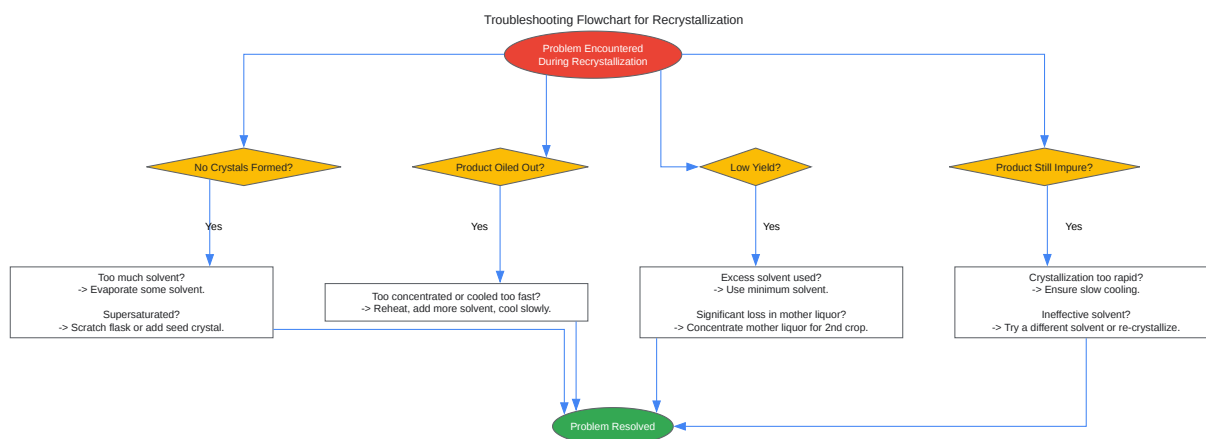 Troubleshooting Flowchart for Recrystallization
Problem Encountered
During Recrystallization
No Crystals Formed?
Product Oiled Out?
Low Yield?
Product Still Impure?
Yes
Yes
Yes
Yes
Too much solvent?
-> Evaporate some solvent.
Supersaturated?
-> Scratch flask or add seed crystal.
Too concentrated or cooled too fast?
-> Reheat, add more solvent, cool slowly.
Excess solvent used?
-> Use minimum solvent.
Significant loss in mother liquor?
-> Concentrate mother liquor for 2nd crop.
Crystallization too rapid?
-> Ensure slow cooling.
Ineffective solvent?
-> Try a different solvent or re-crystallize.
Problem Resolved